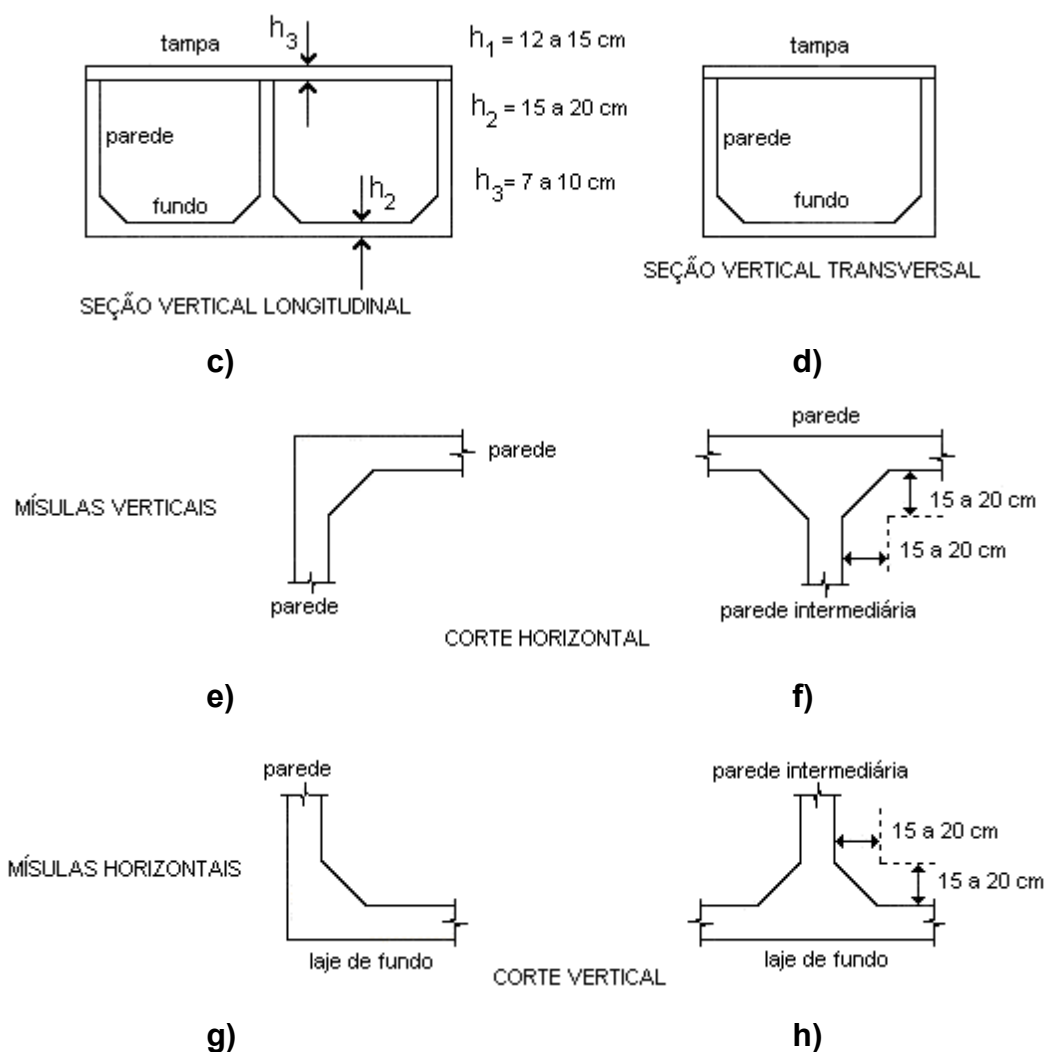 tampa
h3
h1 = 12 a 15 cm
tampa
parede
h2 = 15 a 20 cm
parede
fundo
h2
h3 = 7 a 10 cm
fundo
SEÇÃO VERTICAL LONGITUDINAL
SEÇÃO VERTICAL TRANSVERSAL
c)
d)
MÍSULAS VERTICAIS
parede
parede
parede
15 a 20 cm
15 a 20 cm
parede intermediária
CORTE HORIZONTAL
e)
f)
MÍSULAS HORIZONTAIS
parede
laje de fundo
parede intermediária
15 a 20 cm
15 a 20 cm
laje de fundo
CORTE VERTICAL
g)
h)